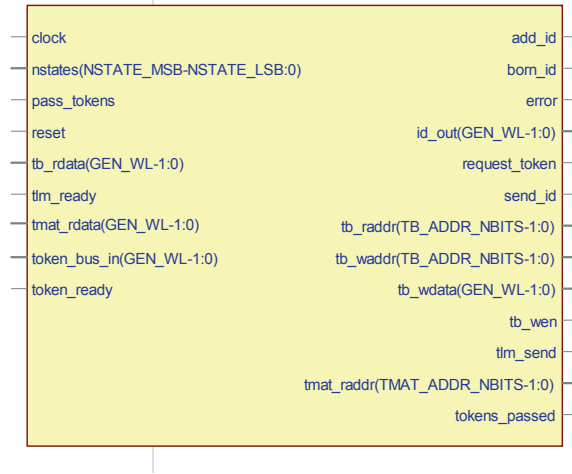 clock
nstates(NSTATE_MSB-NSTATE_LSB:0)
pass_tokens
reset
tb_rdata(GEN_WL-1:0)
tlm_ready
tmat_rdata(GEN_WL-1:0)
token_bus_in(GEN_WL-1:0)
token_ready
add_id
born_id
error
id_out(GEN_WL-1:0)
request_token
send_id
tb_raddr(TB_ADDR_NBITS-1:0)
tb_waddr(TB_ADDR_NBITS-1:0)
tb_wdata(GEN_WL-1:0)
tb_wen
tlm_send
tmat_raddr(TMAT_ADDR_NBITS-1:0)
tokens_passed